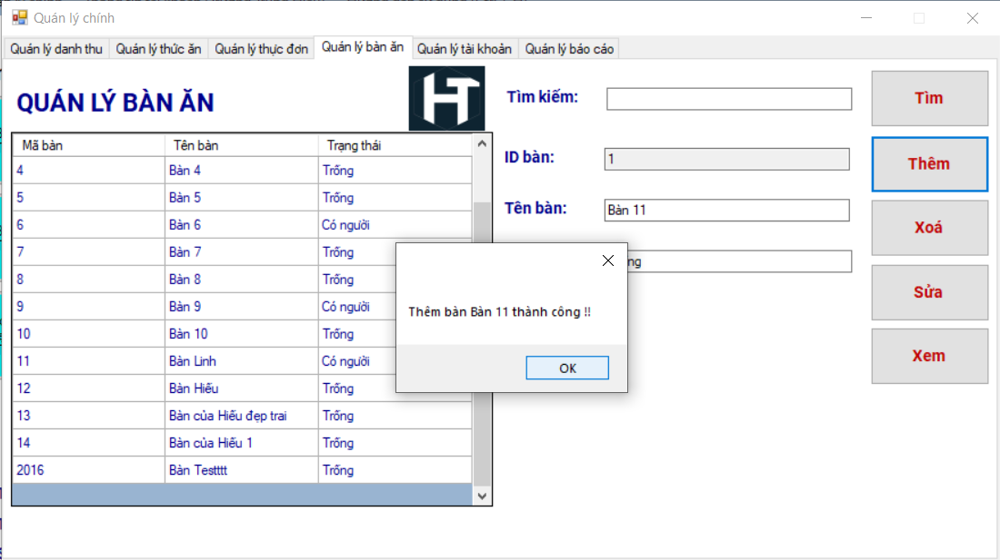 Quán lý chính
Quản lý danh thu
Quản lý thức ăn
Quản lý thực đơn
Quản lý bàn ăn
Quản lý tài khoản
Quản lý báo cáo
QUẢN LÝ BÀN ĂN
HT
Mã bàn Tên bàn Trạng thái
4 Bàn 4 Trống
5 Bàn 5 Trống
6 Bàn 6 Có người
7 Bàn 7 Trống
8 Bàn 8 Trống
9 Bàn 9 Có người
10 Bàn 10 Trống
11 Bàn Linh Có người
12 Bàn Hiếu Trống
13 Bàn của Hiếu đẹp trai Trống
14 Bàn của Hiếu 1 Trống
2016 Bàn Testttt Trống
Tìm kiếm:
ID bàn: 1
Tên bàn: Bàn 11
ng
Tìm
Thêm
Xoá
Sửa
Xem
Thêm bàn Bàn 11 thành công !!
OK